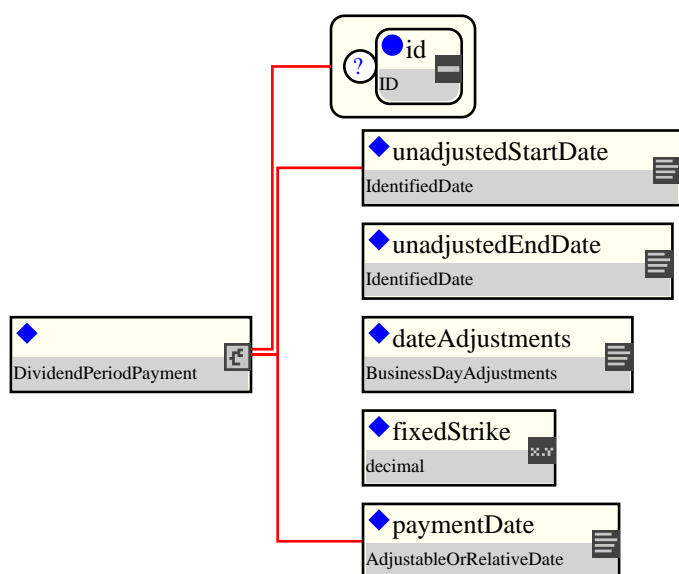 id
?
ID
unadjustedStartDate
IdentifiedDate
unadjustedEndDate
IdentifiedDate
DividendPeriodPayment
dateAdjustments
BusinessDayAdjustments
fixedStrike
x.y
decimal
paymentDate
AdjustableOrRelativeDate